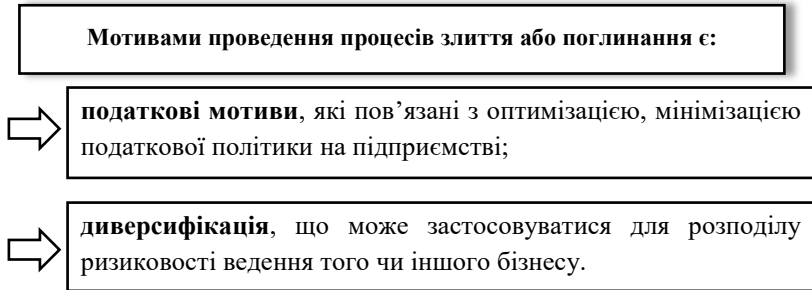 Мотивами проведення процесів злиття або поглинання є:
податкові мотиви, які пов’язані з оптимізацією, мінімізацією
податкової політики на підприємстві;
диверсифікація, що може застосовуватися для розподілу
ризиковості ведення того чи іншого бізнесу.